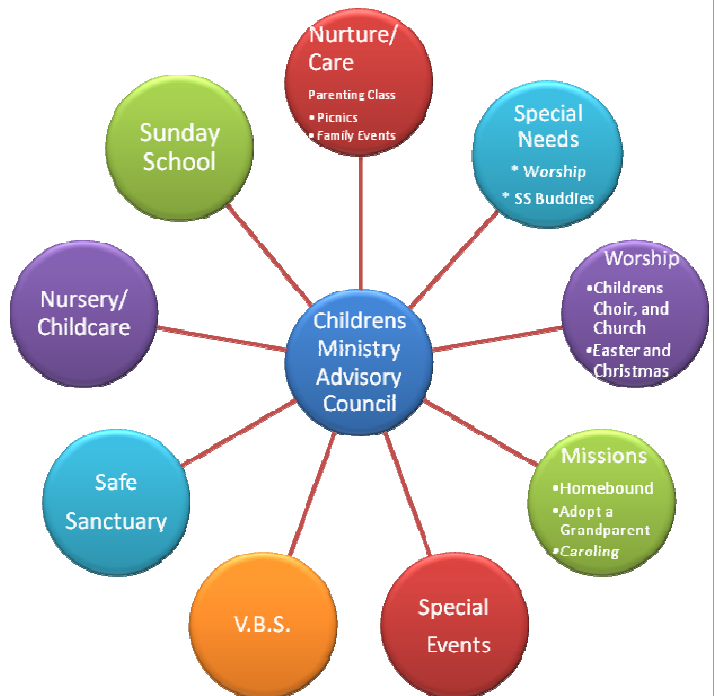 Nurture/
Care
Parenting Class
• Picnics
• Family Events
Special
Needs
* Worship
* SS Buddies
Worship
•Childrens
Choir, and
Church
•Easter and
Christmas
Missions
•Homebound
•Adopt a
Grandparent
•Caroling
Special
Events
V.B.S.
Safe
Sanctuary
Nursery/
Childcare
Sunday
School
Childrens
Ministry
Advisory
Council